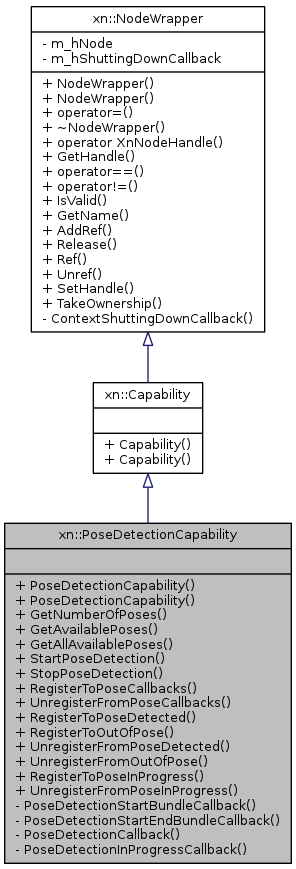 xn::NodeWrapper
- m_hNode
- m_hShuttingDownCallback
+ NodeWrapper()
+ NodeWrapper()
+ operator=()
+ ~NodeWrapper()
+ operator XnNodeHandle()
+ GetHandle()
+ operator==()
+ operator!=()
+ IsValid()
+ GetName()
+ AddRef()
+ Release()
+ Ref()
+ Unref()
+ SetHandle()
+ TakeOwnership()
- ContextShuttingDownCallback()
xn::Capability
+ Capability()
+ Capability()
xn::PoseDetectionCapability
+ PoseDetectionCapability()
+ PoseDetectionCapability()
+ GetNumberOfPoses()
+ GetAvailablePoses()
+ GetAllAvailablePoses()
+ StartPoseDetection()
+ StopPoseDetection()
+ RegisterToPoseCallbacks()
+ UnregisterFromPoseCallbacks()
+ RegisterToPoseDetected()
+ RegisterToOutOfPose()
+ UnregisterFromPoseDetected()
+ UnregisterFromOutOfPose()
+ RegisterToPoseInProgress()
+ UnregisterFromPoseInProgress()
- PoseDetectionStartBundleCallback()
- PoseDetectionStartEndBundleCallback()
- PoseDetectionCallback()
- PoseDetectionInProgressCallback()